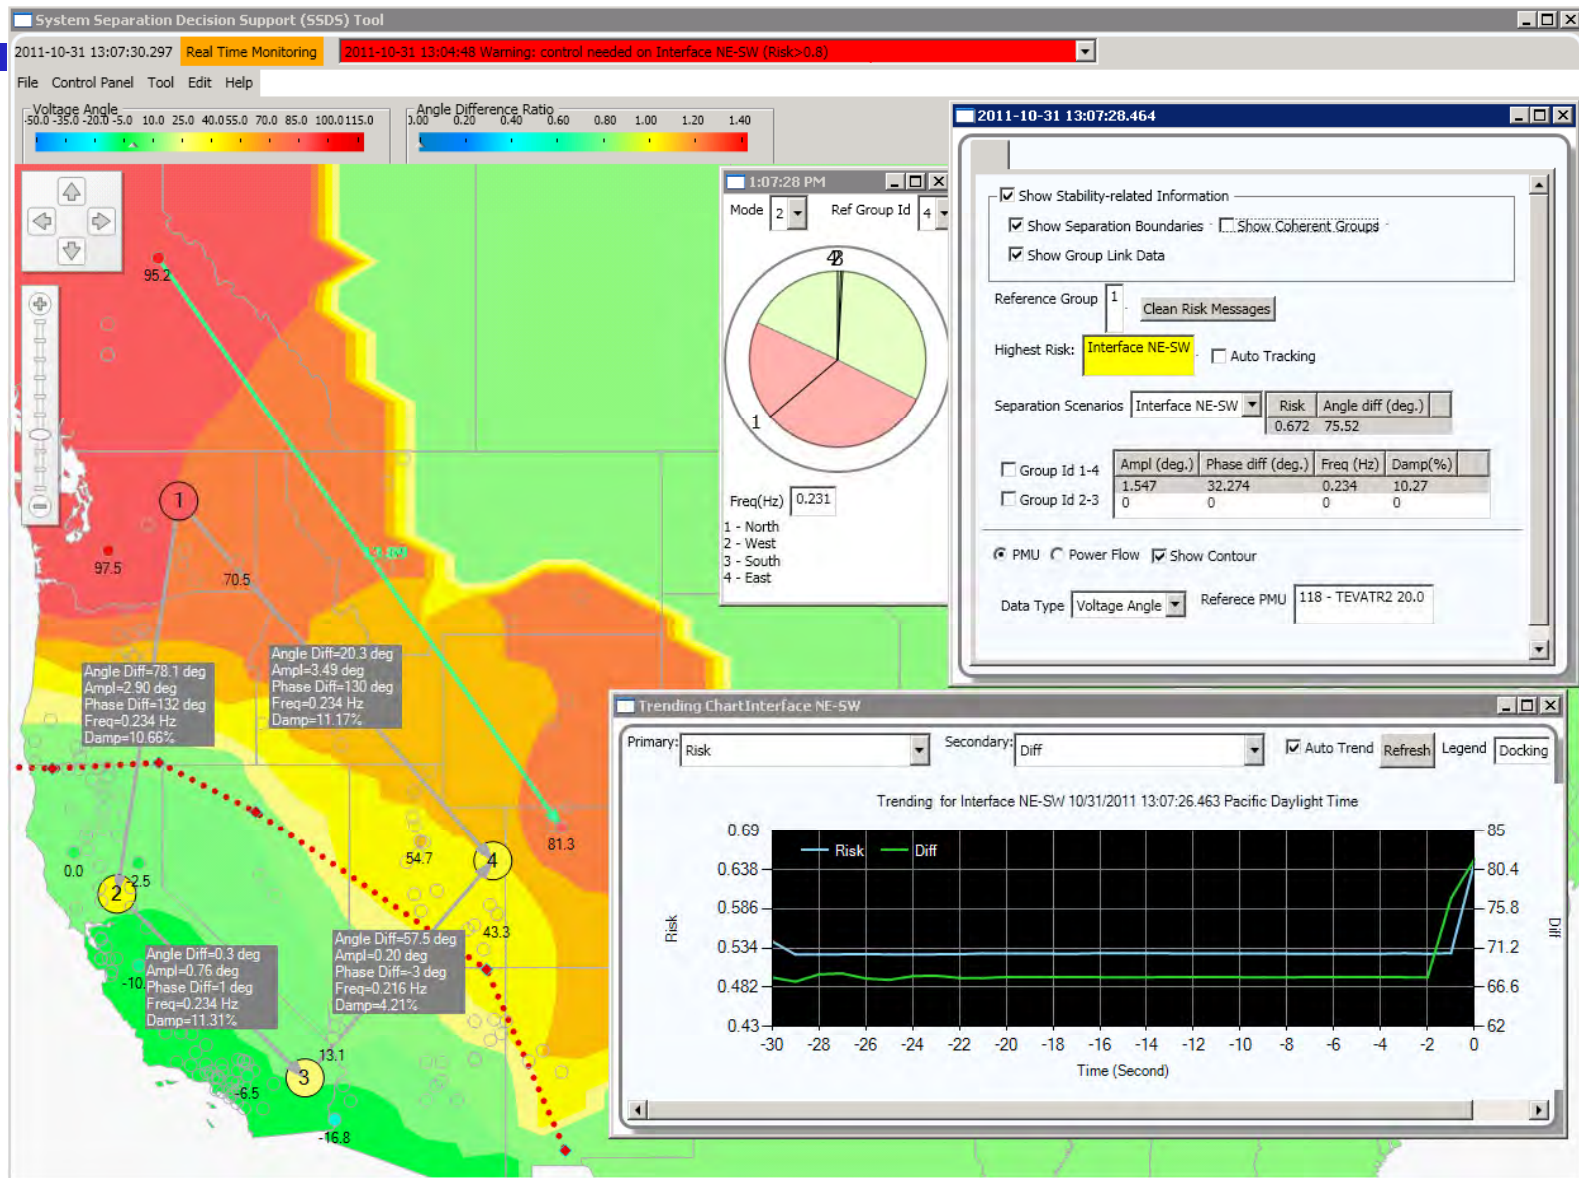 System Separation Decision Support (SSDS) Tool
2011-10-31 13:07:30.297 Real Time Monitoring 2011-10-31 13:04:48 Warning: control needed on Interface NE-SW (Risk>0.8)
File Control Panel Tool Edit Help
Voltage Angle
-50.0 -35.0 -20.0 -5.0 10.0 25.0 40.0 55.0 70.0 85.0 100.0 115.0
Angle Difference Ratio
0.00 0.20 0.40 0.60 0.80 1.00 1.20 1.40
95.2
1
97.5
70.5
13.89
Angle Diff=78.1 deg
Ampl=2.90 deg
Phase Diff=132 deg
Freq=0.234 Hz
Damp=10.66%
Angle Diff=20.3 deg
Ampl=3.49 deg
Phase Diff=130 deg
Freq=0.234 Hz
Damp=11.17%
81.3
54.7
4
0.0
-2.5
2
43.3
Angle Diff=0.3 deg
Ampl=0.76 deg
Phase Diff=1 deg
Freq=0.234 Hz
Damp=11.31%
Angle Diff=57.5 deg
Ampl=0.20 deg
Phase Diff=-3 deg
Freq=0.216 Hz
Damp=4.21%
13.1
3
-6.5
-16.8
1:07:28 PM
Mode 2 Ref Group Id 4
1
Freq(Hz) 0.231
1 - North
2 - West
3 - South
4 - East
2011-10-31 13:07:28.464
Show Stability-related Information
Show Separation Boundaries Show Coherent Groups
Show Group Link Data
Reference Group 1 Clean Risk Messages
Highest Risk: Interface NE-SW Auto Tracking
Separation Scenarios Interface NE-SW Risk Angle diff (deg.)
0.672 75.52
Ampl (deg.) Phase diff (deg.) Freq (Hz) Damp(%)
Group Id 1-4 1.547 32.274 0.234 10.27
Group Id 2-3 0 0 0 0
PMU Power Flow Show Contour
Data Type Voltage Angle Referece PMU 118 - TEVATR2 20.0
Trending ChartInterface NE-SW
Primary: Risk Secondary: Diff Auto Trend Refresh Legend Docking
Trending for Interface NE-SW 10/31/2011 13:07:26.463 Pacific Daylight Time
Risk Diff
0.69 85
0.638 80.4
0.586 75.8
0.534 71.2
0.482 66.6
0.43 62
Risk
Diff
-30 -28 -26 -24 -22 -20 -18 -16 -14 -12 -10 -8 -6 -4 -2 0
Time (Second)